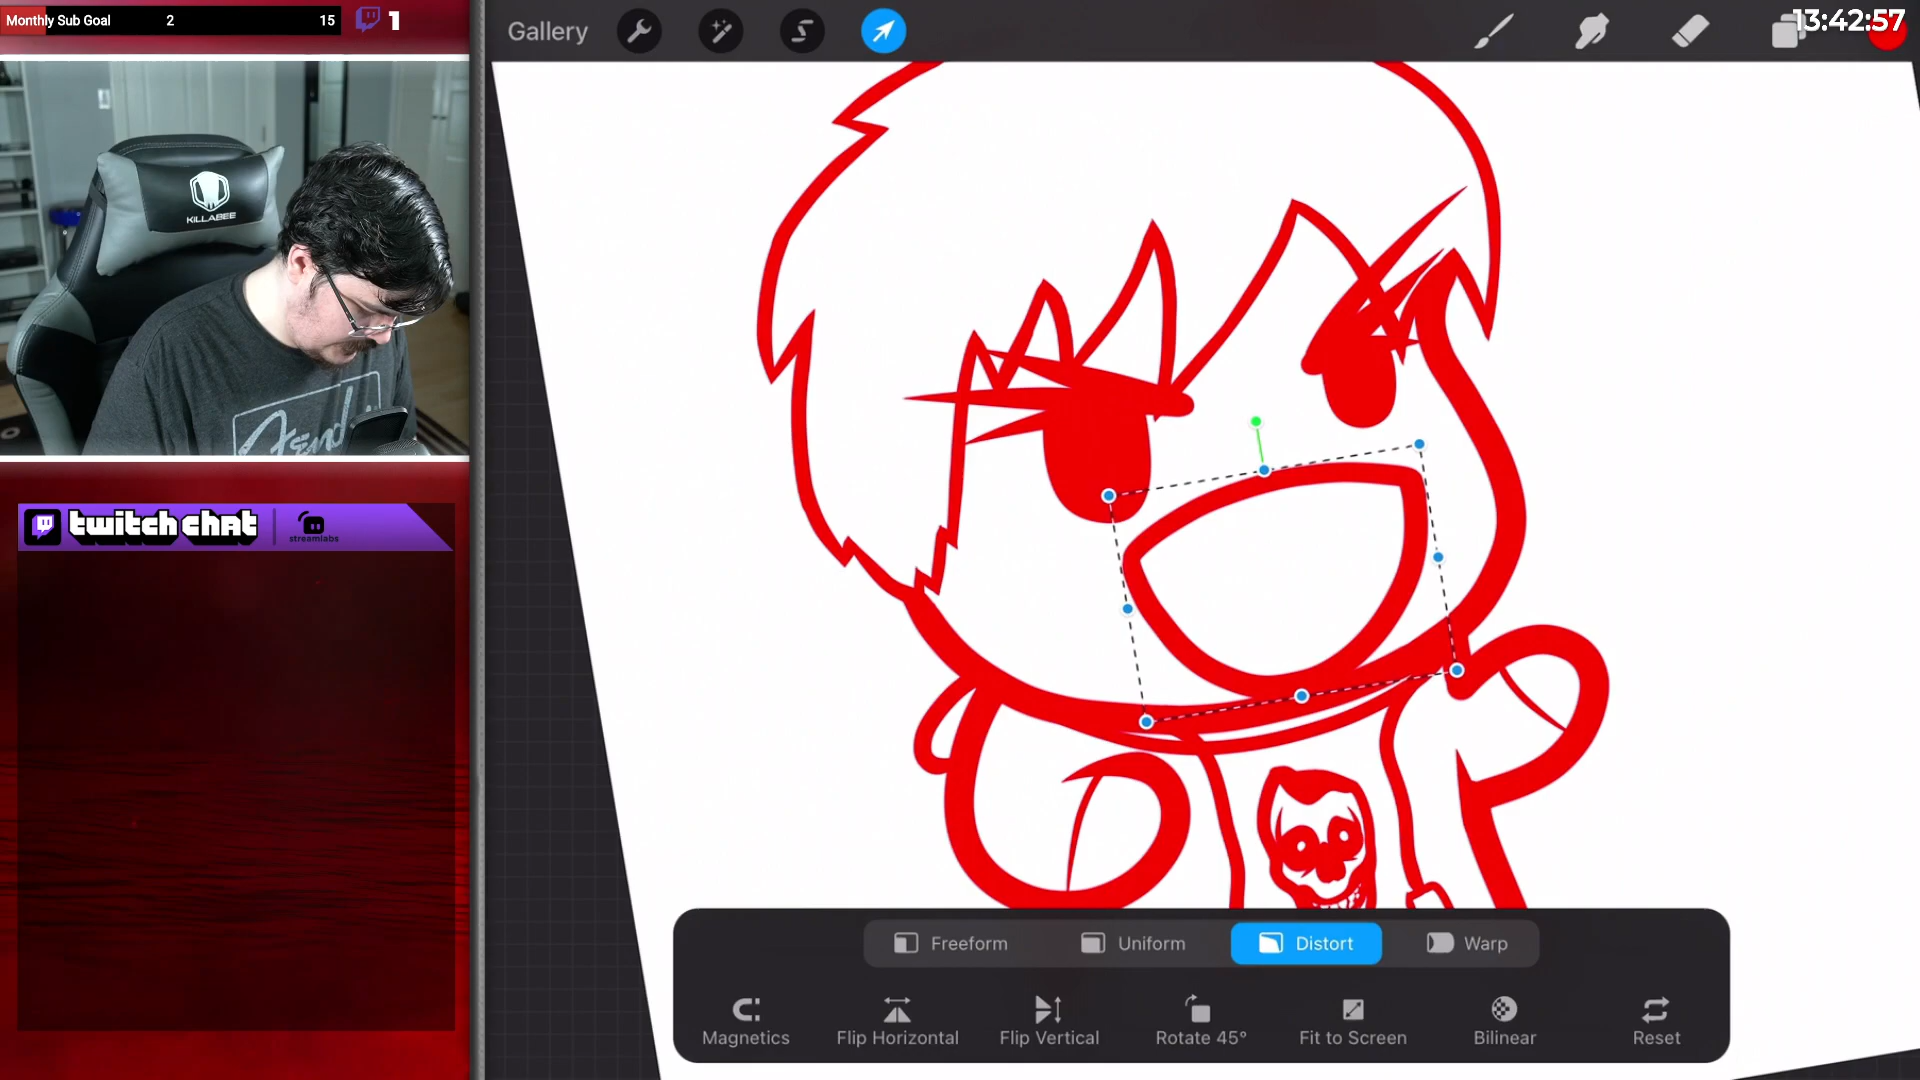 Monthly Sub Goal 2 15 1
Gallery
13:42:57
KILLABEE
Fend
twitch chat streamlabs
Freeform Uniform Distort Warp
Magnetics Flip Horizontal Flip Vertical Rotate 45° Fit to Screen Bilinear Reset